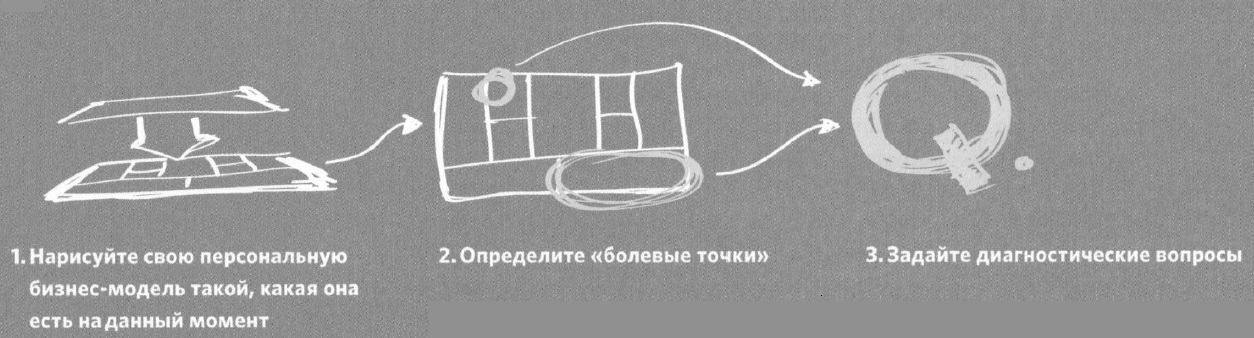 1. Нарисуйте свою персональную
бизнес-модель такой, какая она
есть на данный момент
2. Определите «болевые точки»
3. Задайте диагностические вопросы
Q.